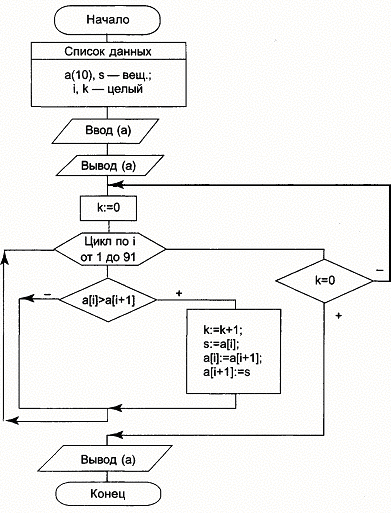 Начало
Список данных
a(10), s — вещ.;
i, k — целый
Ввод (a)
Вывод (a)
k:=0
Цикл по i
от 1 до 91
k=0
a[i]>a[i+1]
–
+
–
+
k:=k+1;
s:=a[i];
a[i]:=a[i+1];
a[i+1]:=s
Вывод (a)
Конец